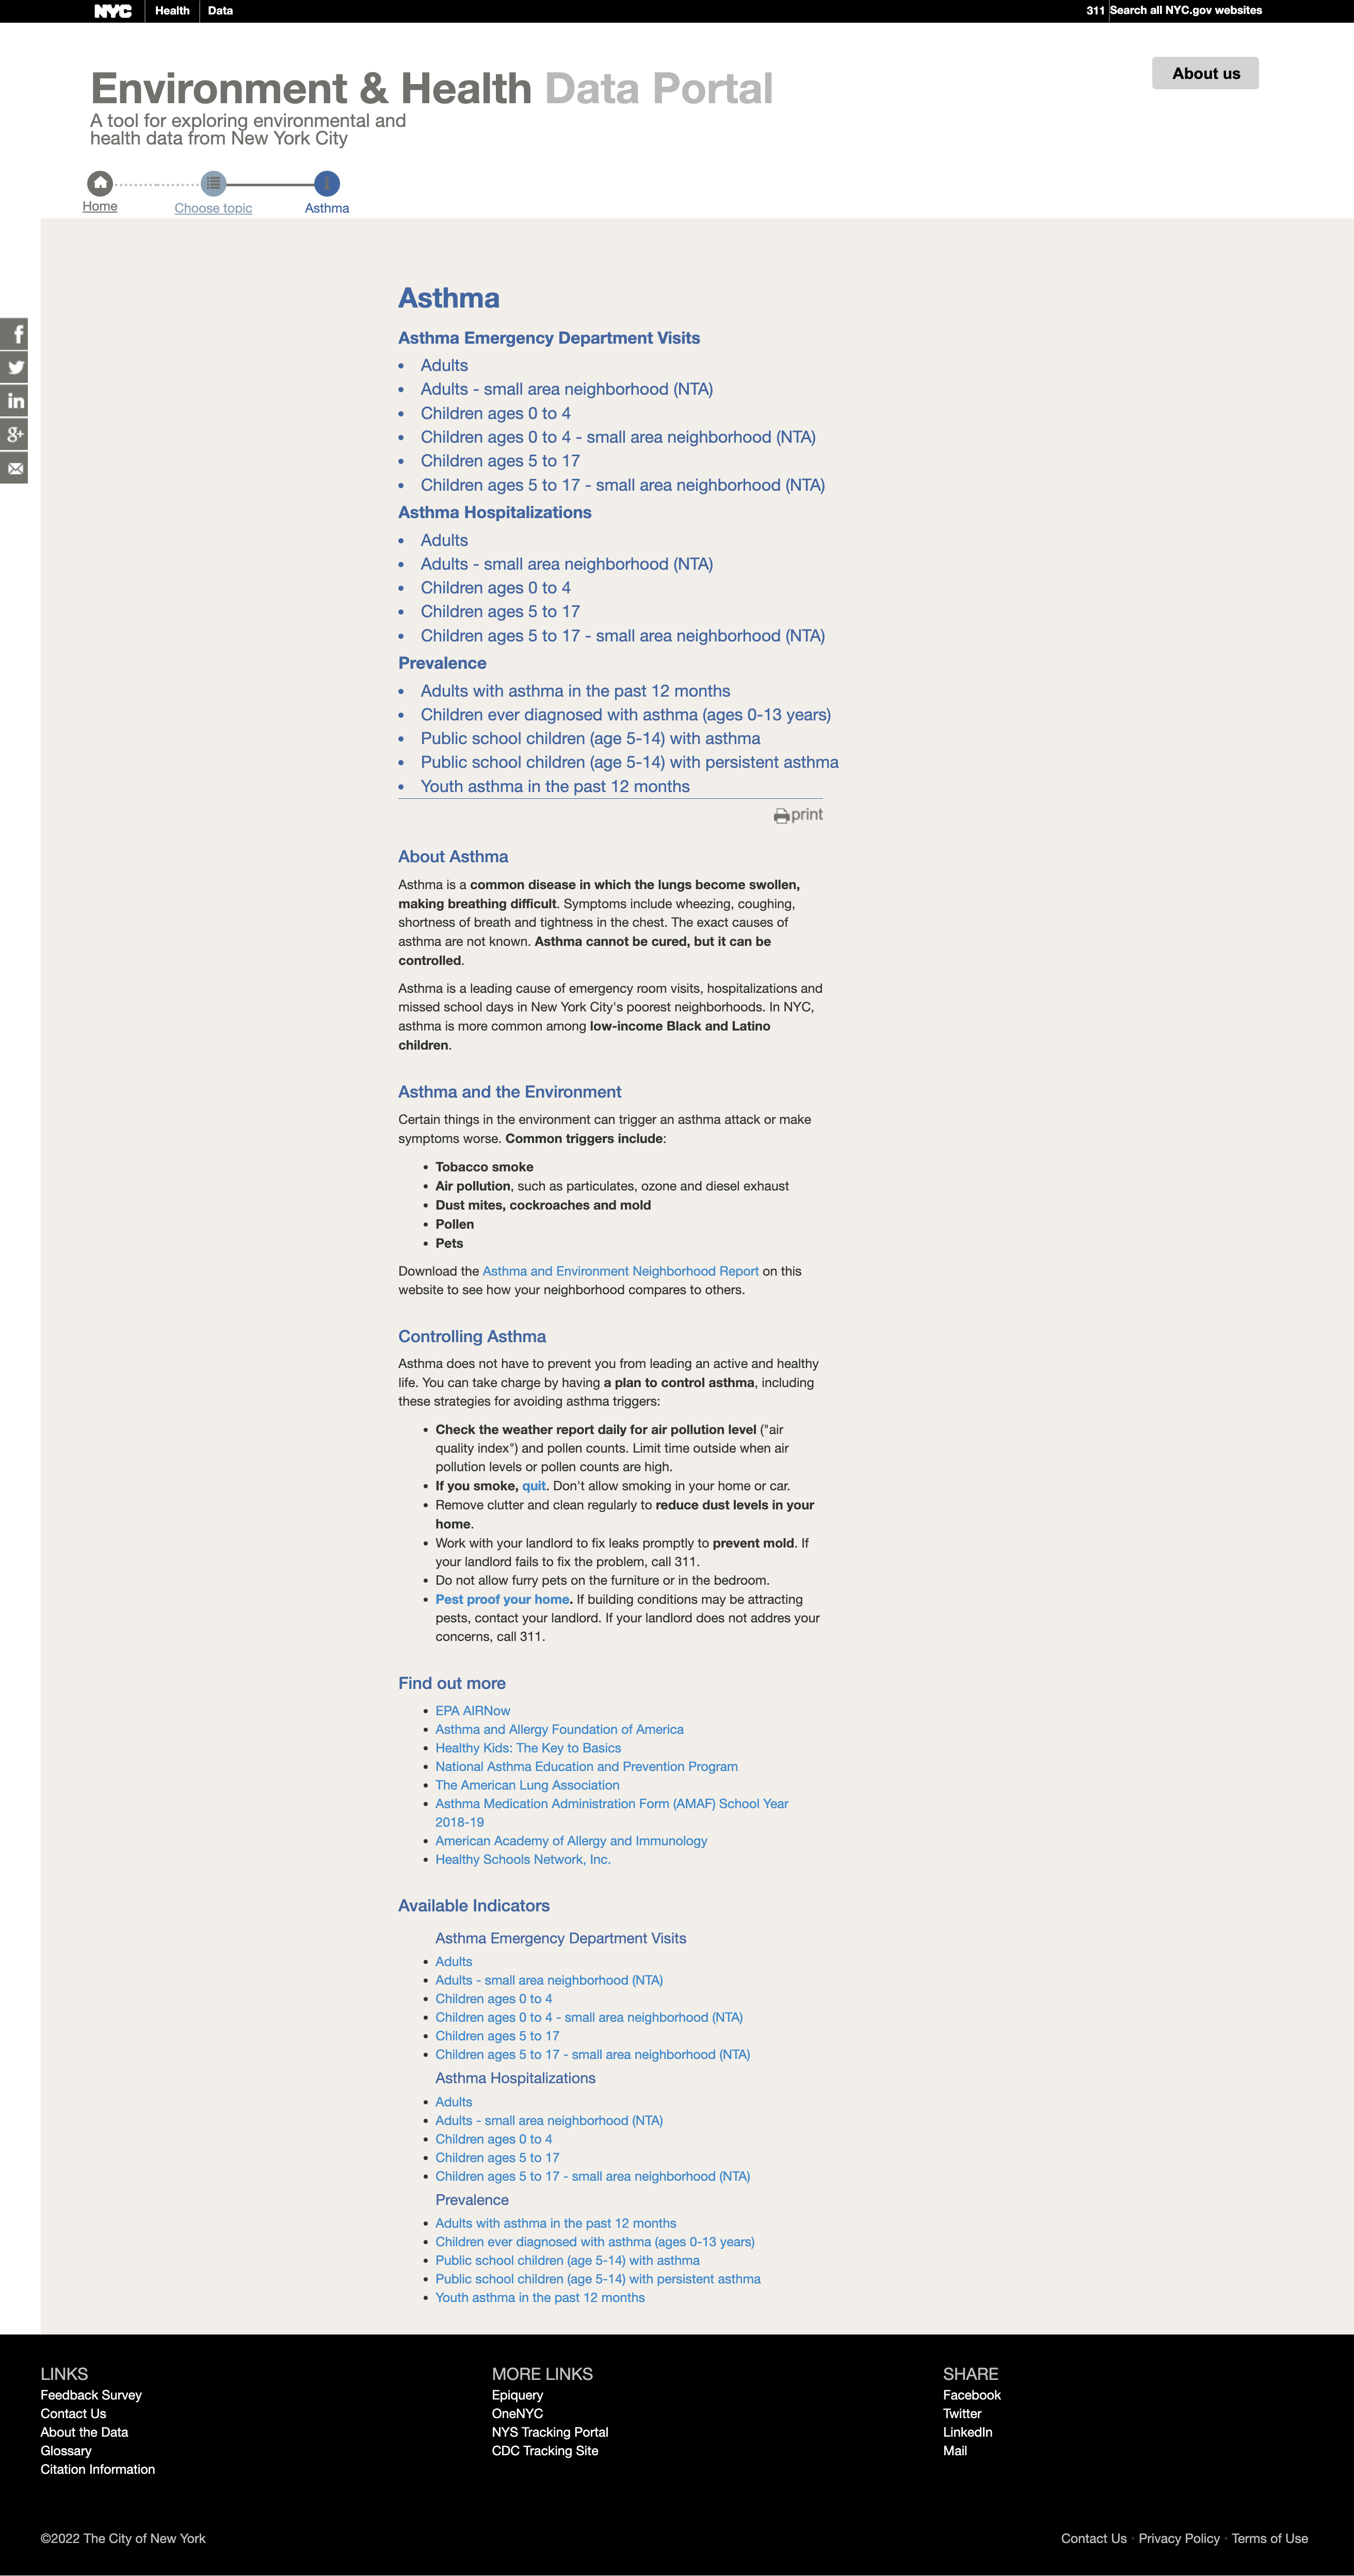 NYC Health Data 311 Search all NYC.gov websites
About us
Environment & Health Data Portal
A tool for exploring environmental and
health data from New York City
Home Choose topic Asthma
Asthma
Asthma Emergency Department Visits
• Adults
• Adults - small area neighborhood (NTA)
• Children ages 0 to 4
• Children ages 0 to 4 - small area neighborhood (NTA)
• Children ages 5 to 17
• Children ages 5 to 17 - small area neighborhood (NTA)
Asthma Hospitalizations
• Adults
• Adults - small area neighborhood (NTA)
• Children ages 0 to 4
• Children ages 5 to 17
• Children ages 5 to 17 - small area neighborhood (NTA)
Prevalence
• Adults with asthma in the past 12 months
• Children ever diagnosed with asthma (ages 0-13 years)
• Public school children (age 5-14) with asthma
• Public school children (age 5-14) with persistent asthma
• Youth asthma in the past 12 months
print
About Asthma
Asthma is a common disease in which the lungs become swollen,
making breathing difficult. Symptoms include wheezing, coughing,
shortness of breath and tightness in the chest. The exact causes of
asthma are not known. Asthma cannot be cured, but it can be
controlled.
Asthma is a leading cause of emergency room visits, hospitalizations and
missed school days in New York City's poorest neighborhoods. In NYC,
asthma is more common among low-income Black and Latino
children.
Asthma and the Environment
Certain things in the environment can trigger an asthma attack or make
symptoms worse. Common triggers include:
• Tobacco smoke
• Air pollution, such as particulates, ozone and diesel exhaust
• Dust mites, cockroaches and mold
• Pollen
• Pets
Download the Asthma and Environment Neighborhood Report on this
website to see how your neighborhood compares to others.
Controlling Asthma
Asthma does not have to prevent you from leading an active and healthy
life. You can take charge by having a plan to control asthma, including
these strategies for avoiding asthma triggers:
• Check the weather report daily for air pollution level ("air
quality index") and pollen counts. Limit time outside when air
pollution levels or pollen counts are high.
• If you smoke, quit. Don't allow smoking in your home or car.
• Remove clutter and clean regularly to reduce dust levels in your
home.
• Work with your landlord to fix leaks promptly to prevent mold. If
your landlord fails to fix the problem, call 311.
• Do not allow furry pets on the furniture or in the bedroom.
• Pest proof your home. If building conditions may be attracting
pests, contact your landlord. If your landlord does not addres your
concerns, call 311.
Find out more
• EPA AIRNow
• Asthma and Allergy Foundation of America
• Healthy Kids: The Key to Basics
• National Asthma Education and Prevention Program
• The American Lung Association
• Asthma Medication Administration Form (AMAF) School Year
2018-19
• American Academy of Allergy and Immunology
• Healthy Schools Network, Inc.
Available Indicators
Asthma Emergency Department Visits
• Adults
• Adults - small area neighborhood (NTA)
• Children ages 0 to 4
• Children ages 0 to 4 - small area neighborhood (NTA)
• Children ages 5 to 17
• Children ages 5 to 17 - small area neighborhood (NTA)
Asthma Hospitalizations
• Adults
• Adults - small area neighborhood (NTA)
• Children ages 0 to 4
• Children ages 5 to 17
• Children ages 5 to 17 - small area neighborhood (NTA)
Prevalence
• Adults with asthma in the past 12 months
• Children ever diagnosed with asthma (ages 0-13 years)
• Public school children (age 5-14) with asthma
• Public school children (age 5-14) with persistent asthma
• Youth asthma in the past 12 months
LINKS
Feedback Survey
Contact Us
About the Data
Glossary
Citation Information
MORE LINKS
Epiquery
OneNYC
NYS Tracking Portal
CDC Tracking Site
SHARE
Facebook
Twitter
LinkedIn
Mail
©2022 The City of New York
Contact Us · Privacy Policy · Terms of Use